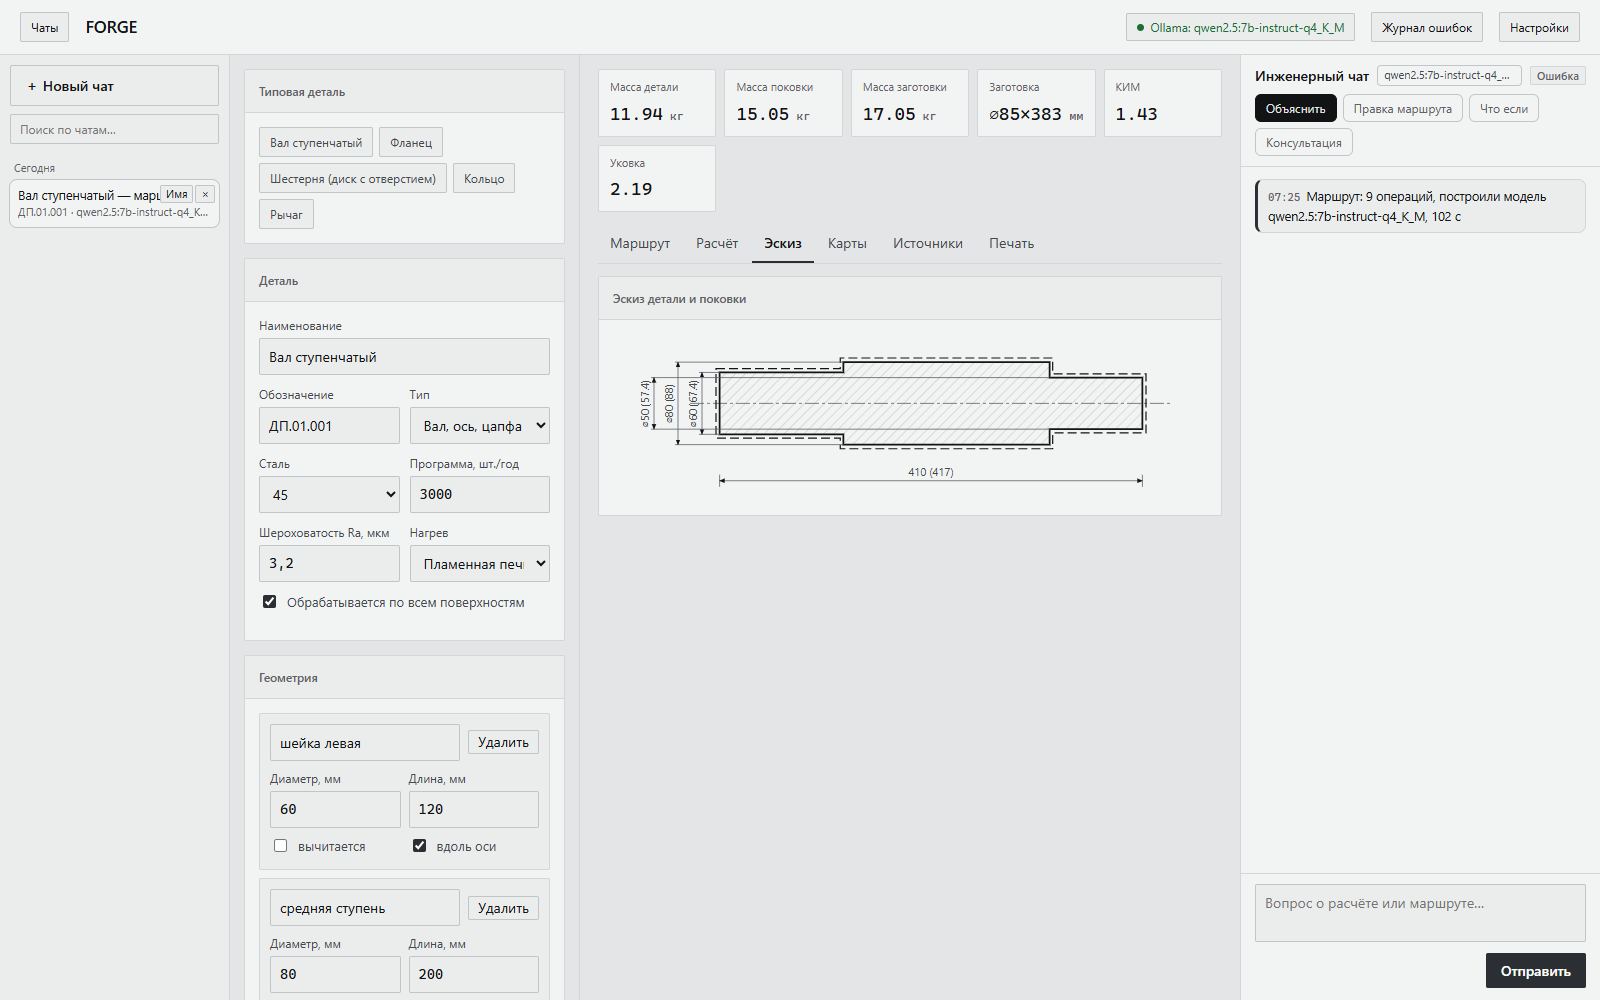 Чаты
FORGE
Ollama: qwen2.5:7b-instruct-q4_K_M
Журнал ошибок
Настройки
+ Новый чат
Поиск по чатам...
Сегодня
Вал ступенчатый — марш
Имя
×
ДП.01.001 · qwen2.5:7b-instruct-q4_K...
Типовая деталь
Вал ступенчатый
Фланец
Шестерня (диск с отверстием)
Кольцо
Рычаг
Деталь
Наименование
Вал ступенчатый
Обозначение
Тип
ДП.01.001
Вал, ось, цапфа
Сталь
Программа, шт./год
45
3000
Шероховатость Ra, мкм
Нагрев
3,2
Пламенная печь
Обрабатывается по всем поверхностям
Геометрия
шейка левая
Удалить
Диаметр, мм
Длина, мм
60
120
вычитается
вдоль оси
средняя ступень
Удалить
Диаметр, мм
Длина, мм
80
200
Масса детали
11.94 кг
Масса поковки
15.05 кг
Масса заготовки
17.05 кг
Заготовка
⌀85×383 мм
КИМ
1.43
Уковка
2.19
Маршрут
Расчёт
Эскиз
Карты
Источники
Печать
Эскиз детали и поковки
⌀50 (57.4)
⌀80 (88)
⌀60 (67.4)
410 (417)
Инженерный чат
qwen2.5:7b-instruct-q4_...
Ошибка
Объяснить
Правка маршрута
Что если
Консультация
07:25 Маршрут: 9 операций, построили модель
qwen2.5:7b-instruct-q4_K_M, 102 с
Вопрос о расчёте или маршруте...
Отправить